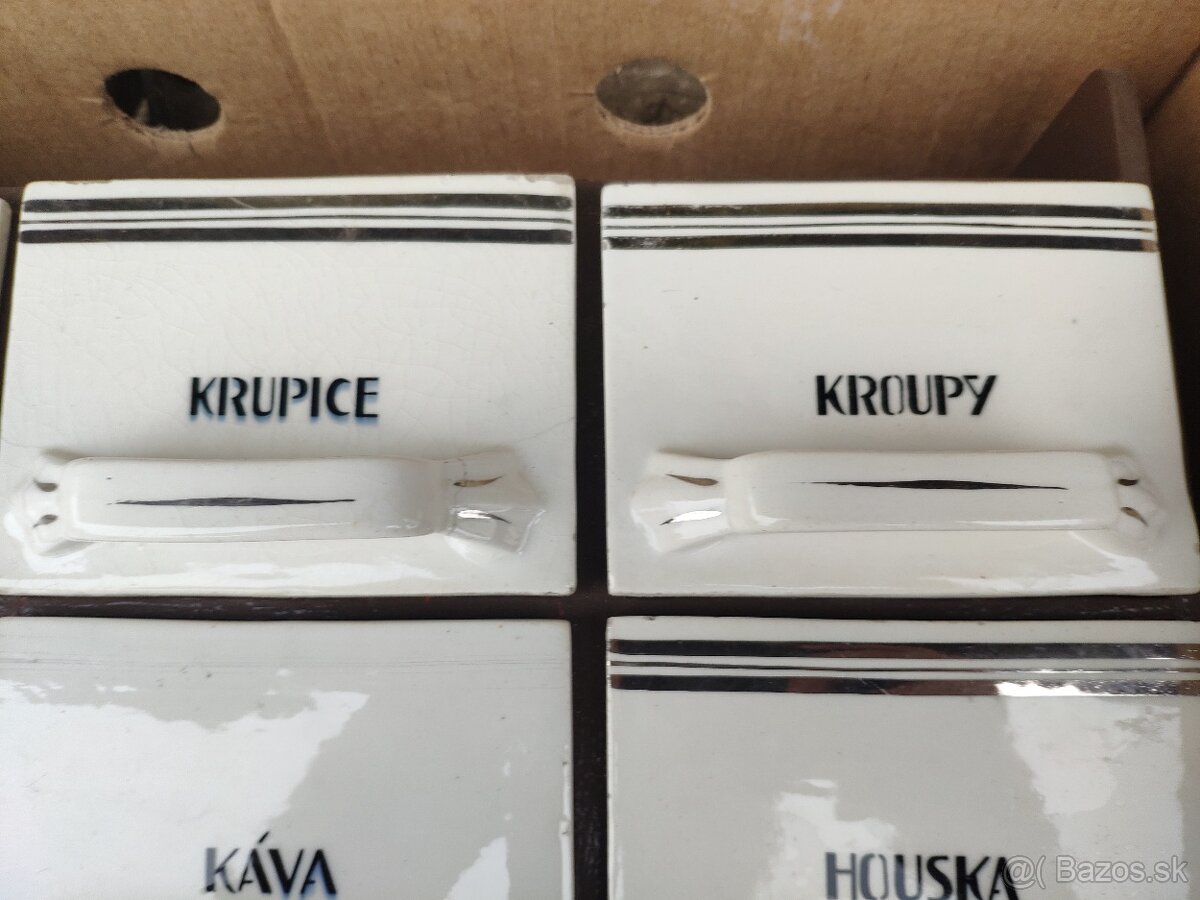 KRUPICE
KROUPY
KÁVA
HOUSKA
@( Bazos.sk